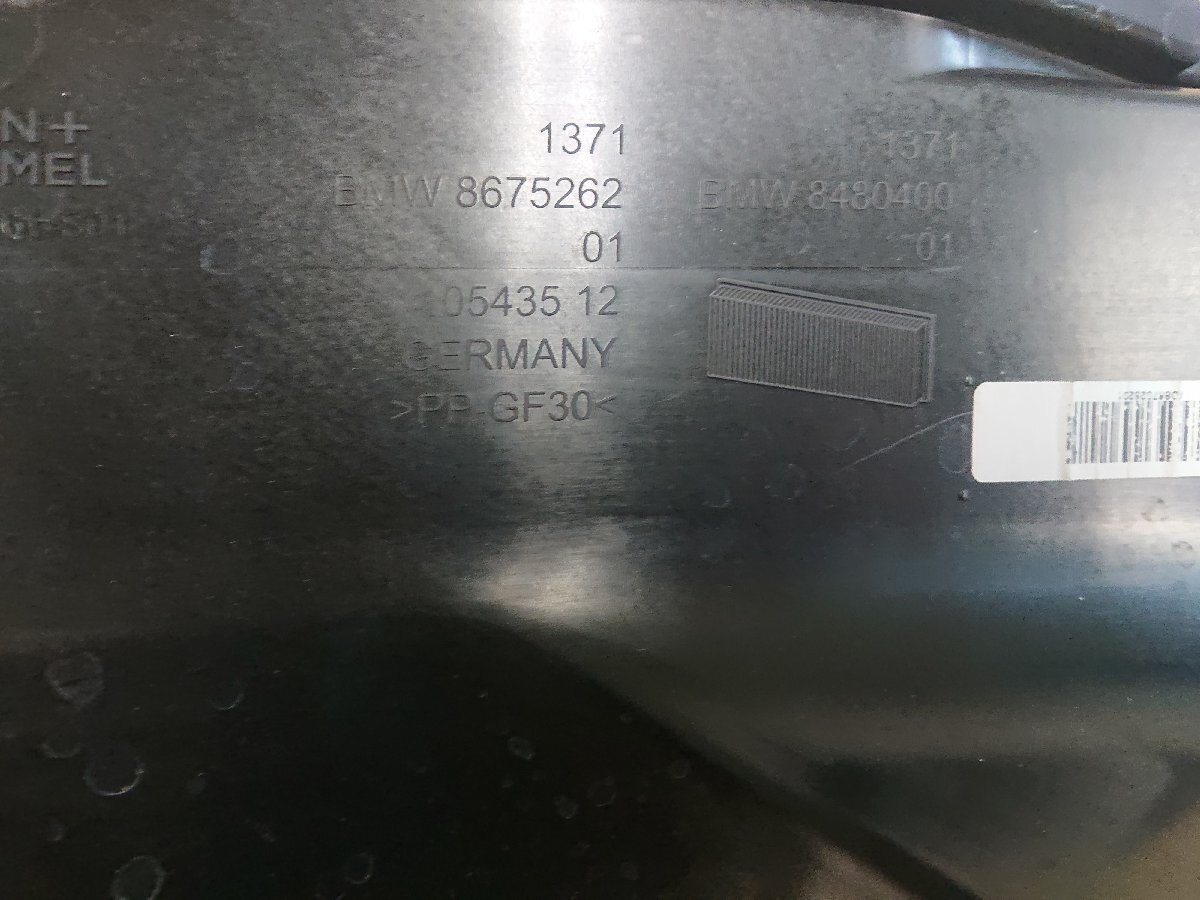 N+
MEL
1371
BMW 8675262
01
05435 12
GERMANY
>PP-GF30<
1371
BMW 8480400
01